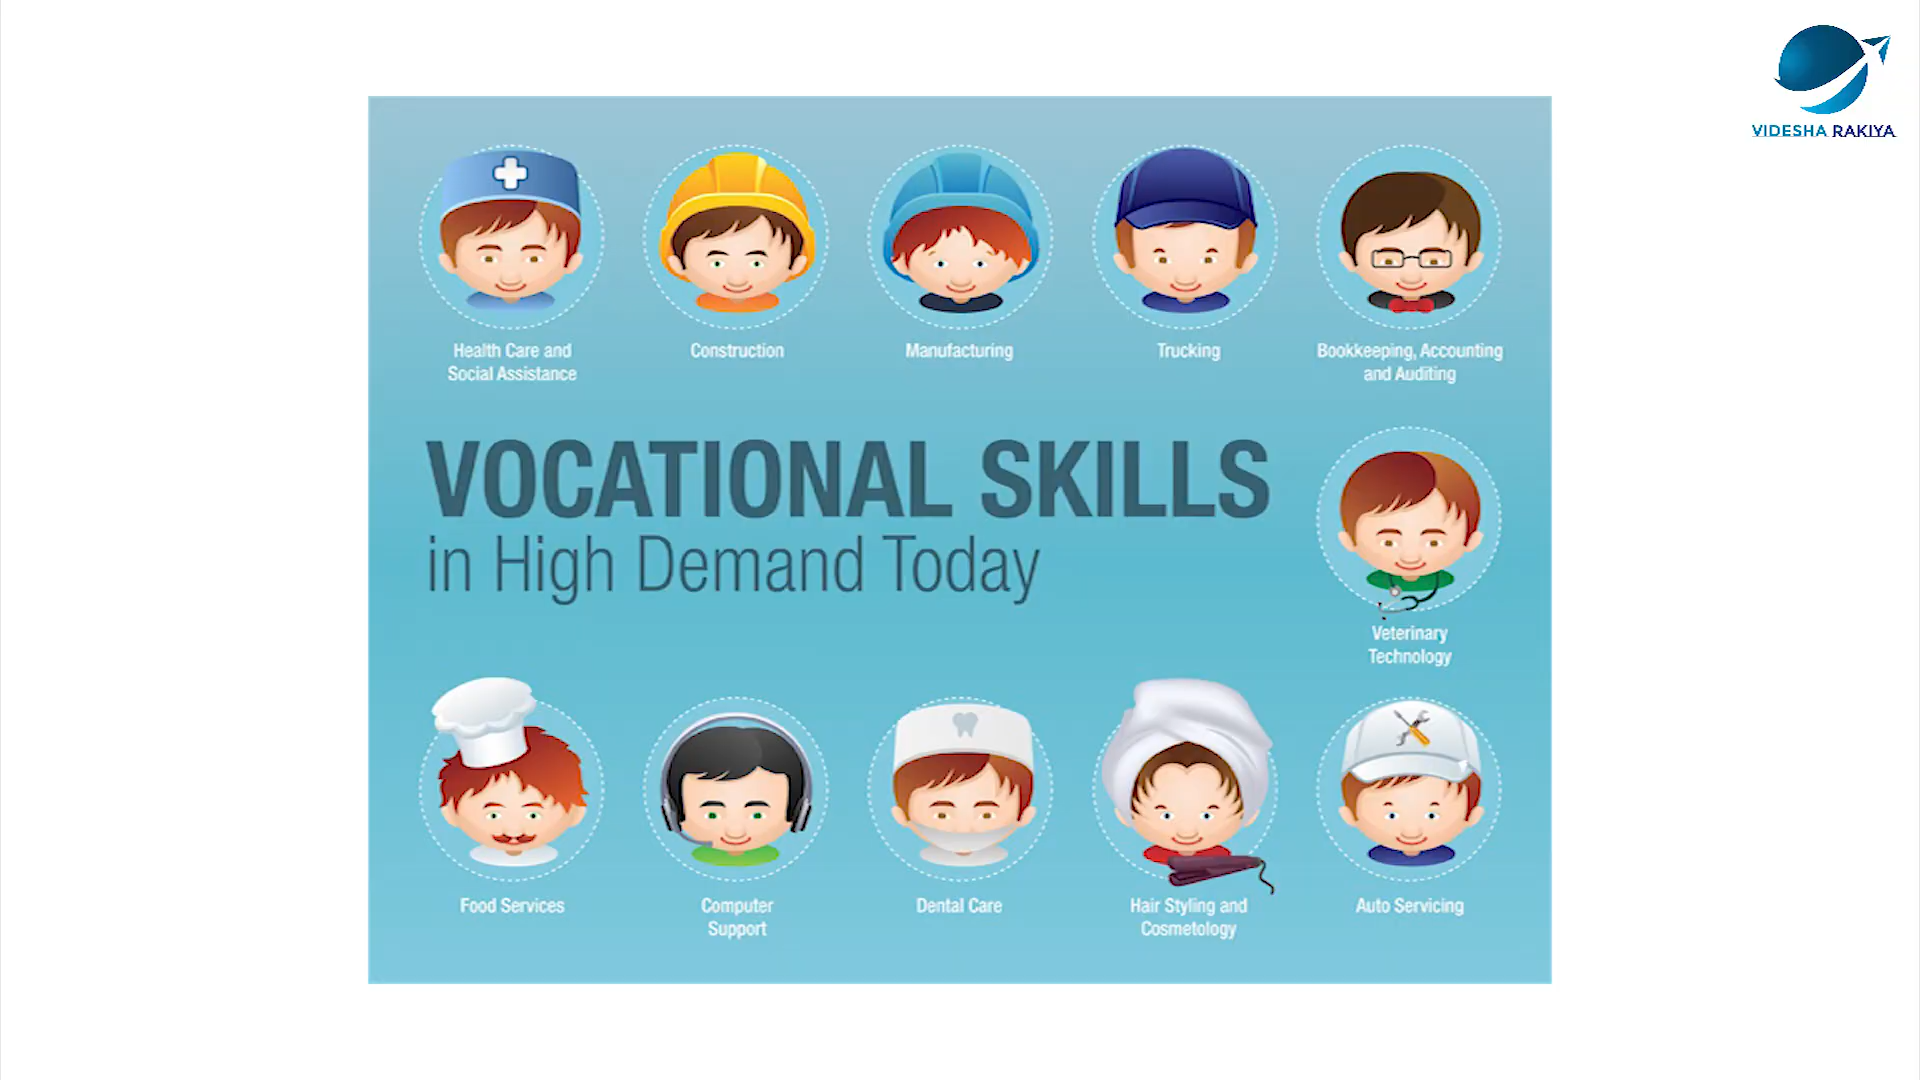 VIDESHA RAKIYA
Health Care and
Social Assistance
Construction
Manufacturing
Trucking
Bookkeeping, Accounting
and Auditing
VOCATIONAL SKILLS
in High Demand Today
Veterinary
Technology
Food Services
Computer
Support
Dental Care
Hair Styling and
Cosmetology
Auto Servicing